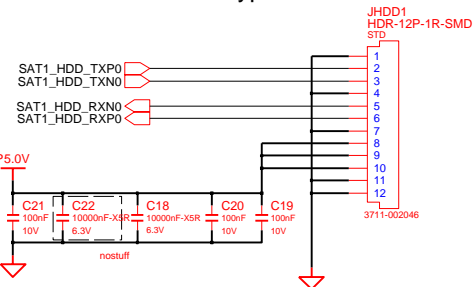 yp
JHDD1
HDR-12P-1R-SMD
STD
1
SAT1_HDD_TXP0
2
SAT1_HDD_TXN0
3
4
SAT1_HDD_RXN0
5
SAT1_HDD_RXP0
6
7
8
9
P5.0V
10
11
12
C21
100nF
10V
C22
10000nF-X5R
6.3V
C18
10000nF-X5R
6.3V
C20
100nF
10V
C19
100nF
10V
3711-002046
nostuff